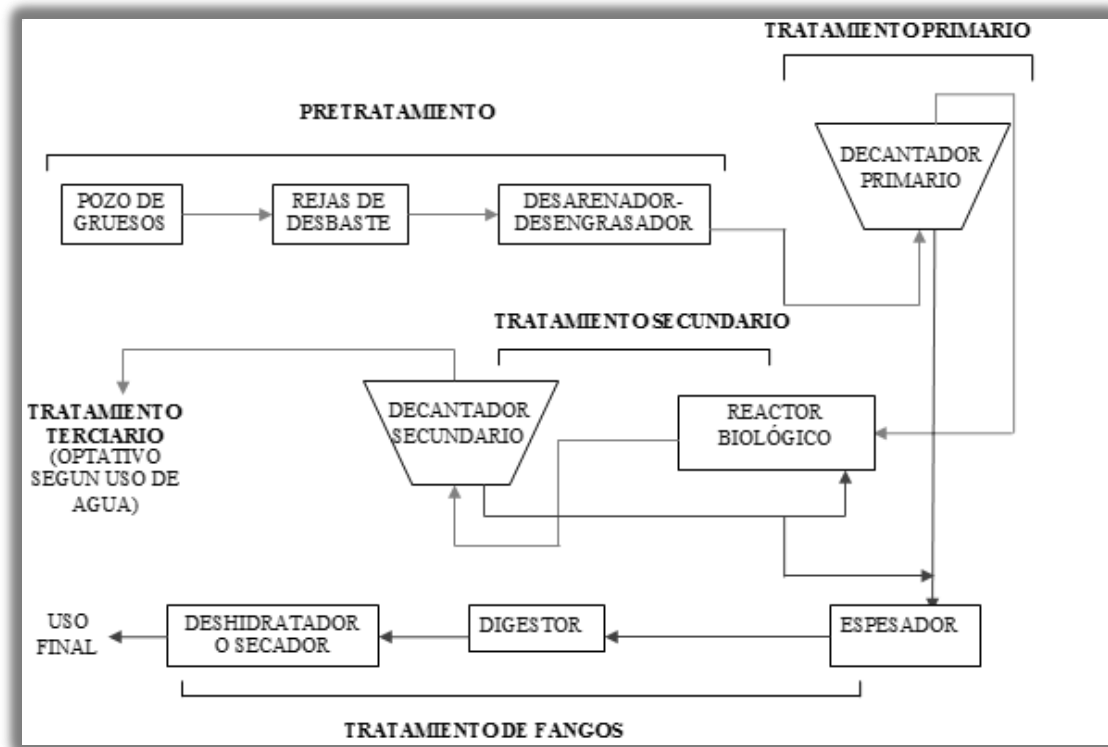 TRATAMIENTO PRIMARIO
PRETRATAMIENTO
DECANTADOR
PRIMARIO
POZO DE
GRUESOS
REJAS DE
DESBASTE
DESARENADOR-
DESENGRASADOR
TRATAMIENTO SECUNDARIO
TRATAMIENTO
TERCIARIO
(OPTATIVO
SEGUN USO DE
AGUA)
DECANTADOR
SECUNDARIO
REACTOR
BIOLÓGICO
USO
FINAL
DESHIDRATADOR
O SECADOR
DIGESTOR
ESPESADOR
TRATAMIENTO DE FANGOS